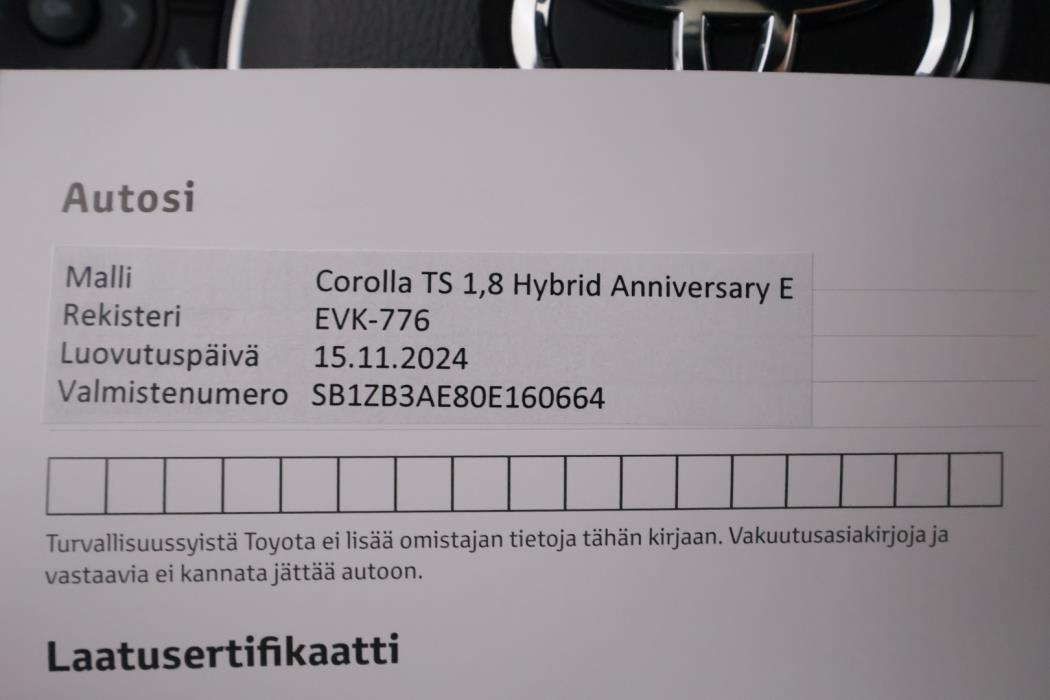 Autosi
Malli Corolla TS 1,8 Hybrid Anniversary E
Rekisteri EVK-776
Luovutuspäivä 15.11.2024
Valmistenumero SB1ZB3AE80E160664
Turvallisuussyistä Toyota ei lisää omistajan tietoja tähän kirjaan. Vakuutusasiakirjoja ja
vastaavia ei kannata jättää autoon.
Laatusertifikaatti